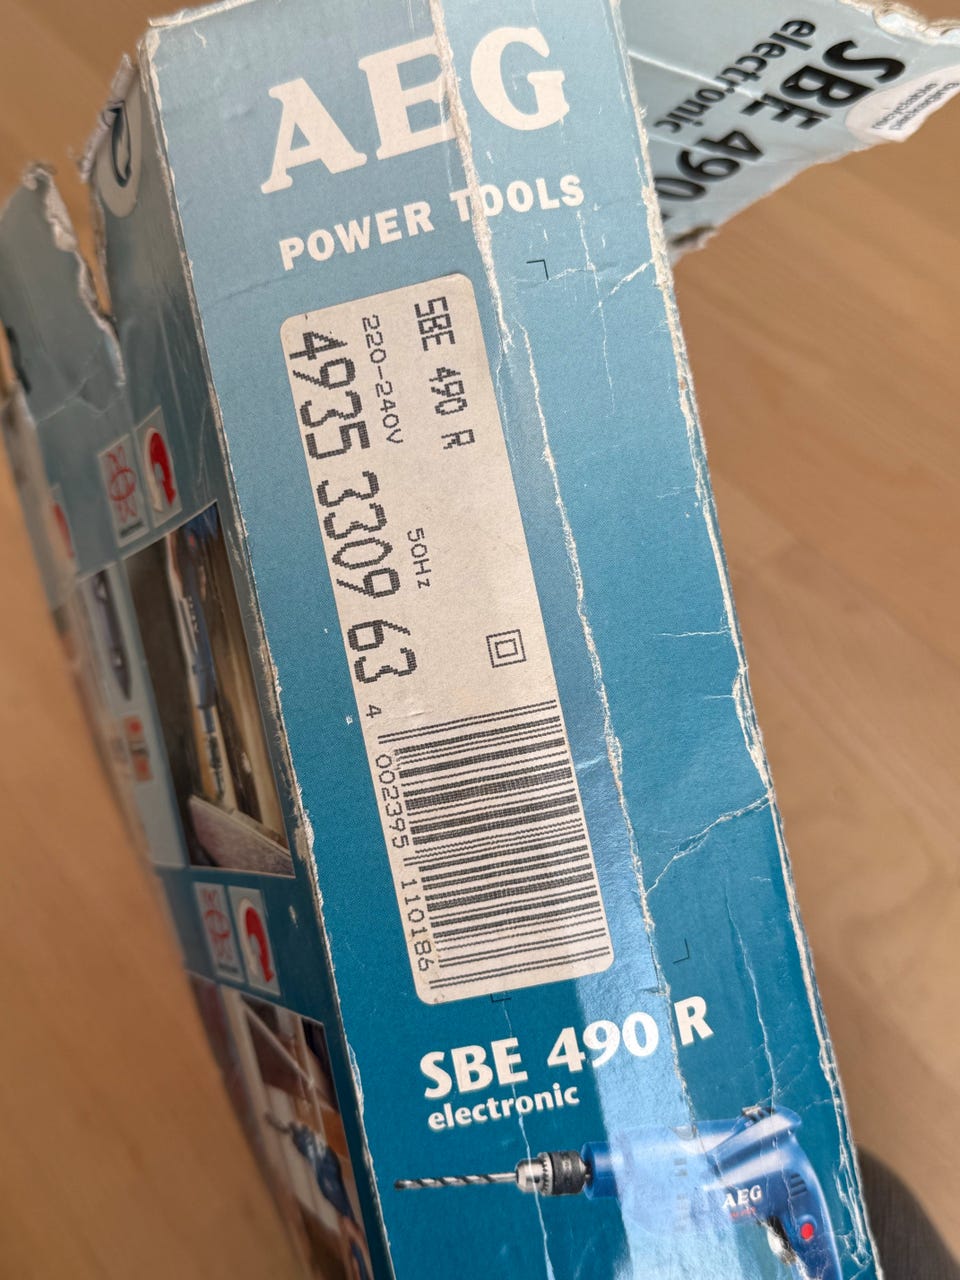 AEG
POWER TOOLS
SBE 490 R
220-240V 50Hz
4935 3309 63
4 002395 110186
SBE 490 R
electronic
AEG
SBE 490
electronic